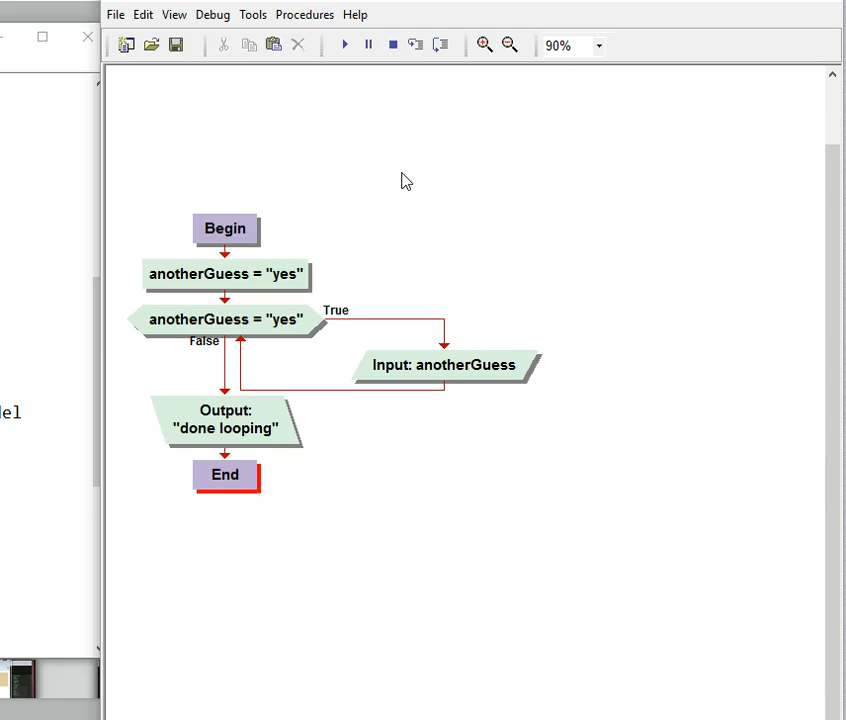 File Edit View Debug Tools Procedures Help
90%
Begin
anotherGuess = "yes"
anotherGuess = "yes"
True
False
Input: anotherGuess
Output:
"done looping"
End